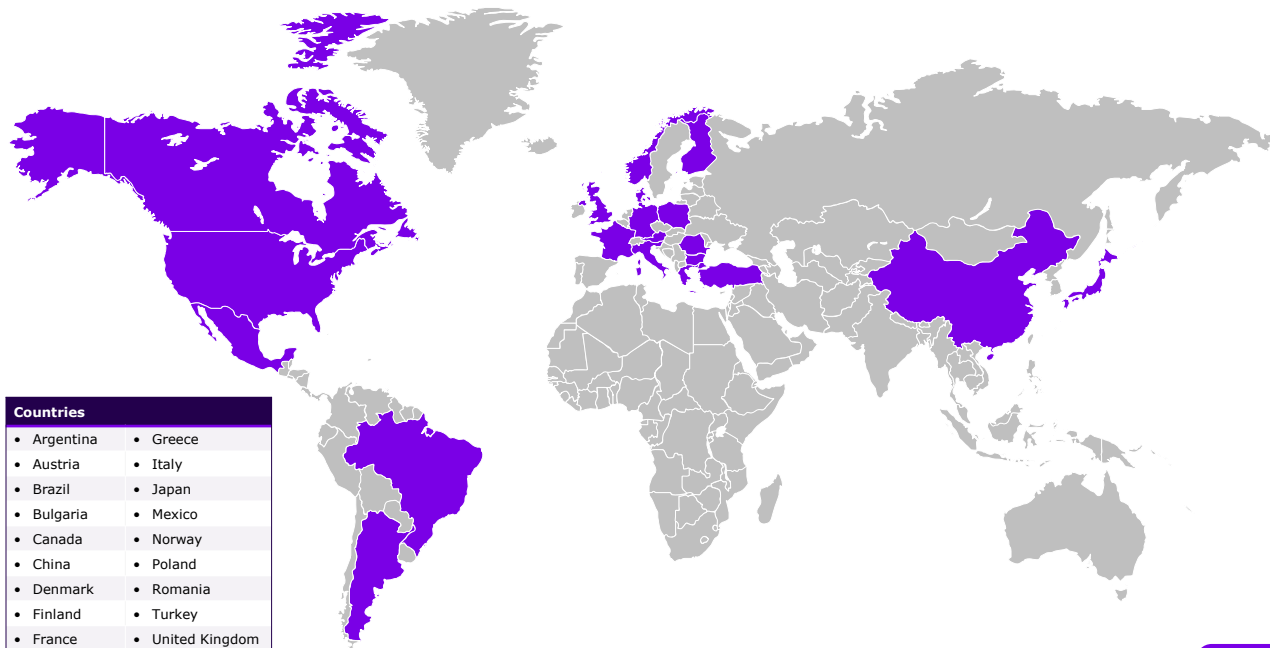 Countries
• Argentina • Greece
• Austria • Italy
• Brazil • Japan
• Bulgaria • Mexico
• Canada • Norway
• China • Poland
• Denmark • Romania
• Finland • Turkey
• France • United Kingdom